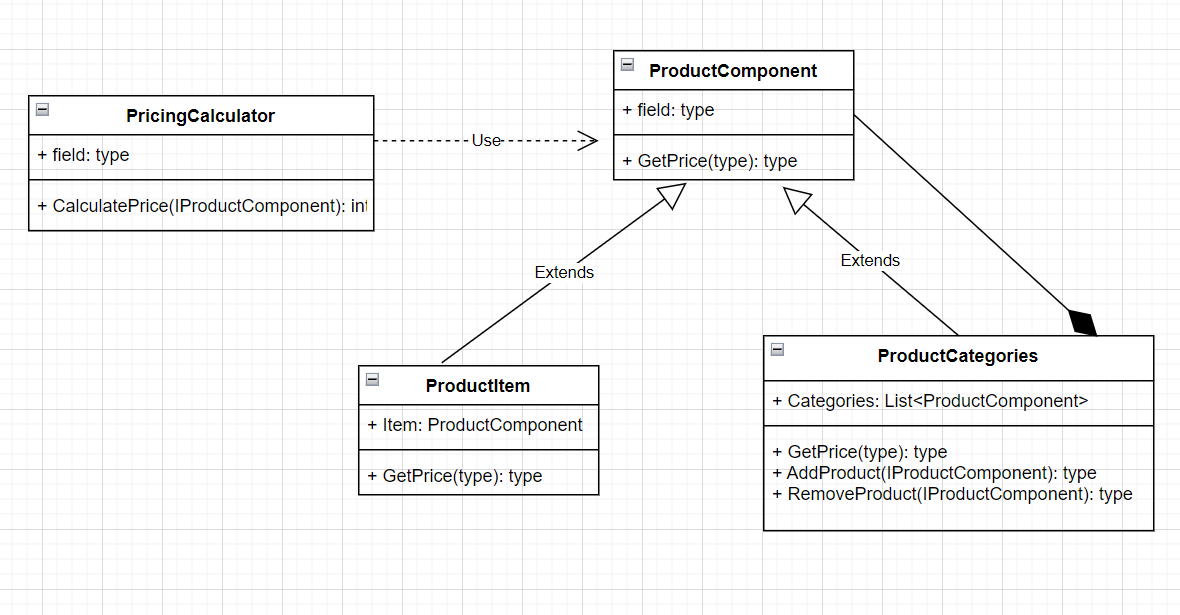 ProductComponent
+ field: type
+ GetPrice(type): type
PricingCalculator
+ field: type
+ CalculatePrice(IProductComponent): int
Use
Extends
Extends
ProductItem
+ Item: ProductComponent
+ GetPrice(type): type
ProductCategories
+ Categories: List<ProductComponent>
+ GetPrice(type): type
+ AddProduct(IProductComponent): type
+ RemoveProduct(IProductComponent): type